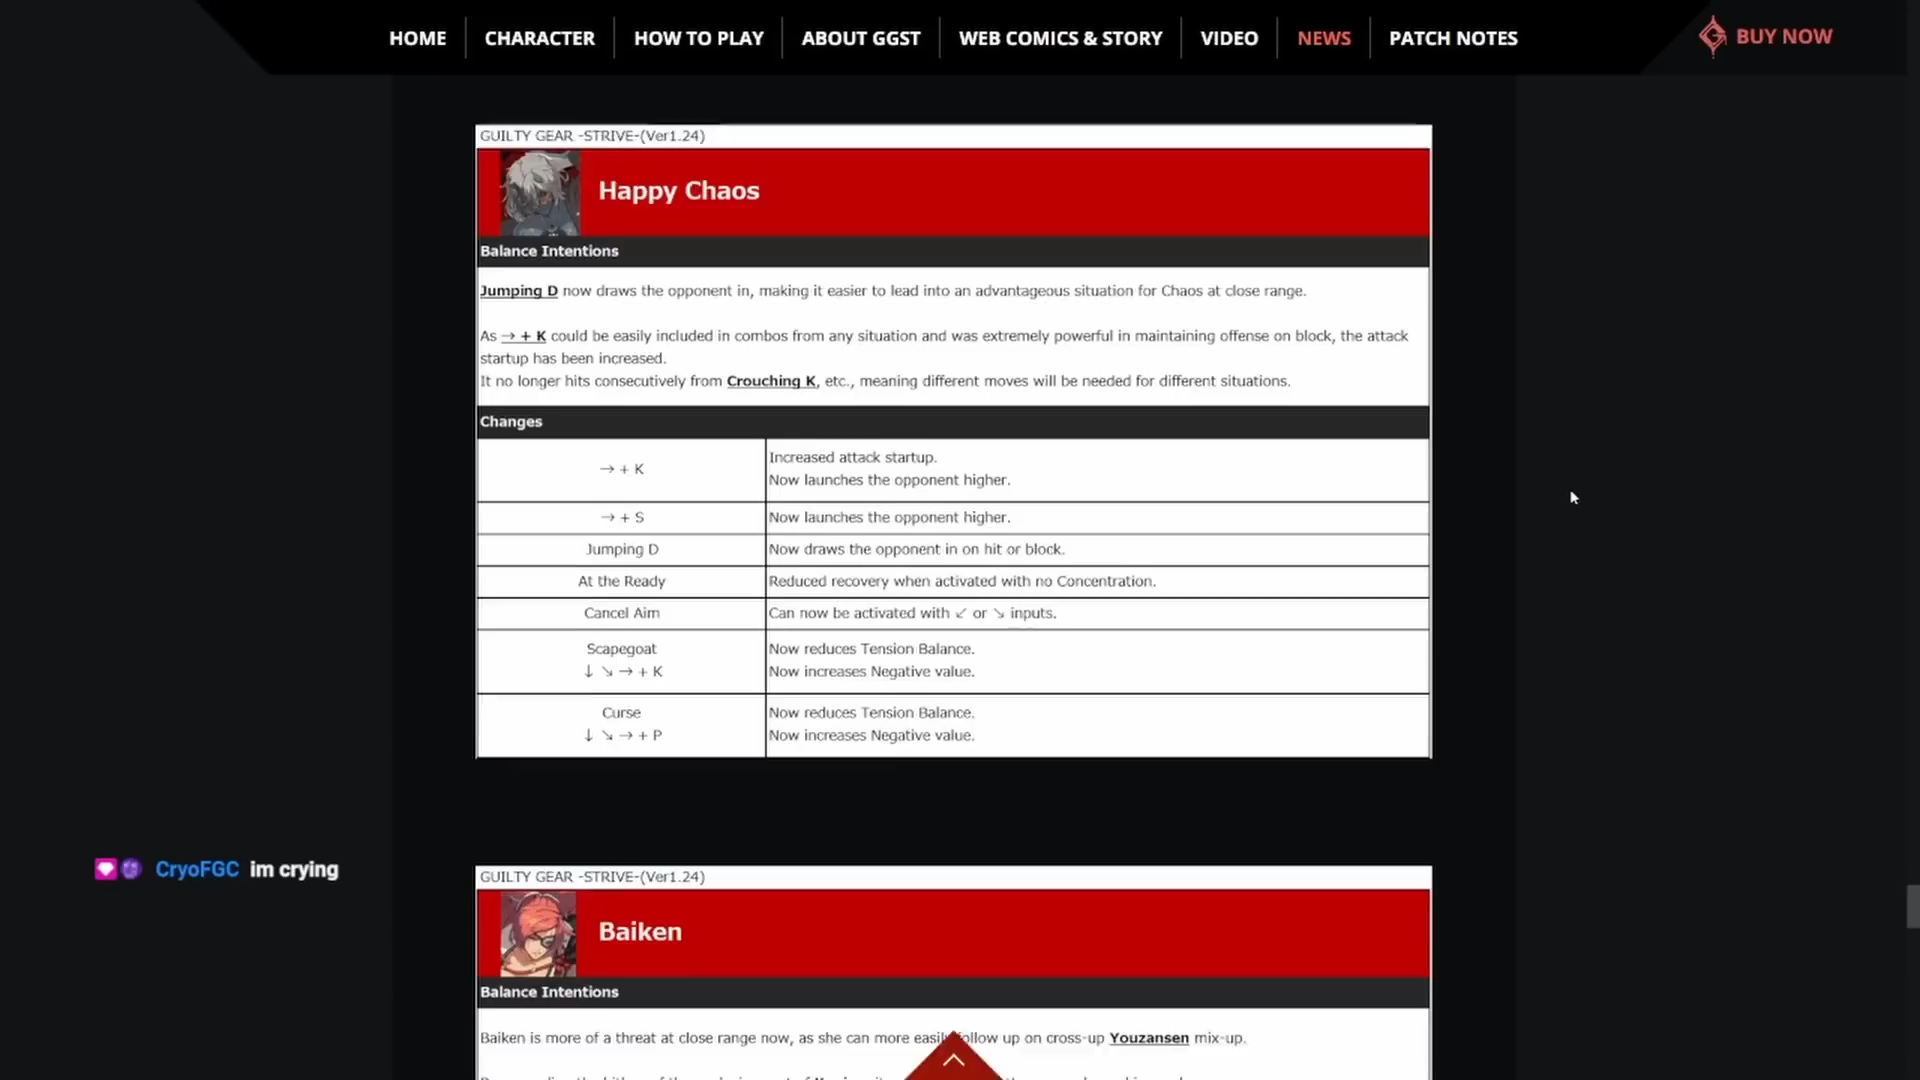 HOME CHARACTER HOW TO PLAY ABOUT GGST WEB COMICS & STORY VIDEO NEWS PATCH NOTES BUY NOW
GUILTY GEAR -STRIVE-(Ver1.24)
Happy Chaos
Balance Intentions
Jumping D now draws the opponent in, making it easier to lead into an advantageous situation for Chaos at close range.
As → + K could be easily included in combos from any situation and was extremely powerful in maintaining offense on block, the attack
startup has been increased.
It no longer hits consecutively from Crouching K, etc., meaning different moves will be needed for different situations.
Changes
→ + K
Increased attack startup.
Now launches the opponent higher.
→ + S Now launches the opponent higher.
Jumping D Now draws the opponent in on hit or block.
At the Ready Reduced recovery when activated with no Concentration.
Cancel Aim Can now be activated with ↙ or ↘ inputs.
Scapegoat Now reduces Tension Balance.
↓ ↘ → + K Now increases Negative value.
Curse Now reduces Tension Balance.
↓ ↘ → + P Now increases Negative value.
CryoFGC im crying
GUILTY GEAR -STRIVE-(Ver1.24)
Baiken
Balance Intentions
Baiken is more of a threat at close range now, as she can more easily follow up on cross-up Youzansen mix-up.